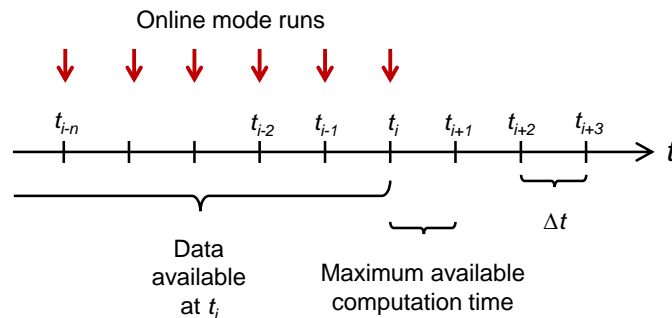 Online mode runs
t_{i-n} t_{i-2} t_{i-1} t_i t_{i+1} t_{i+2} t_{i+3}
t
Δt
Data
available
at t_i
Maximum available
computation time